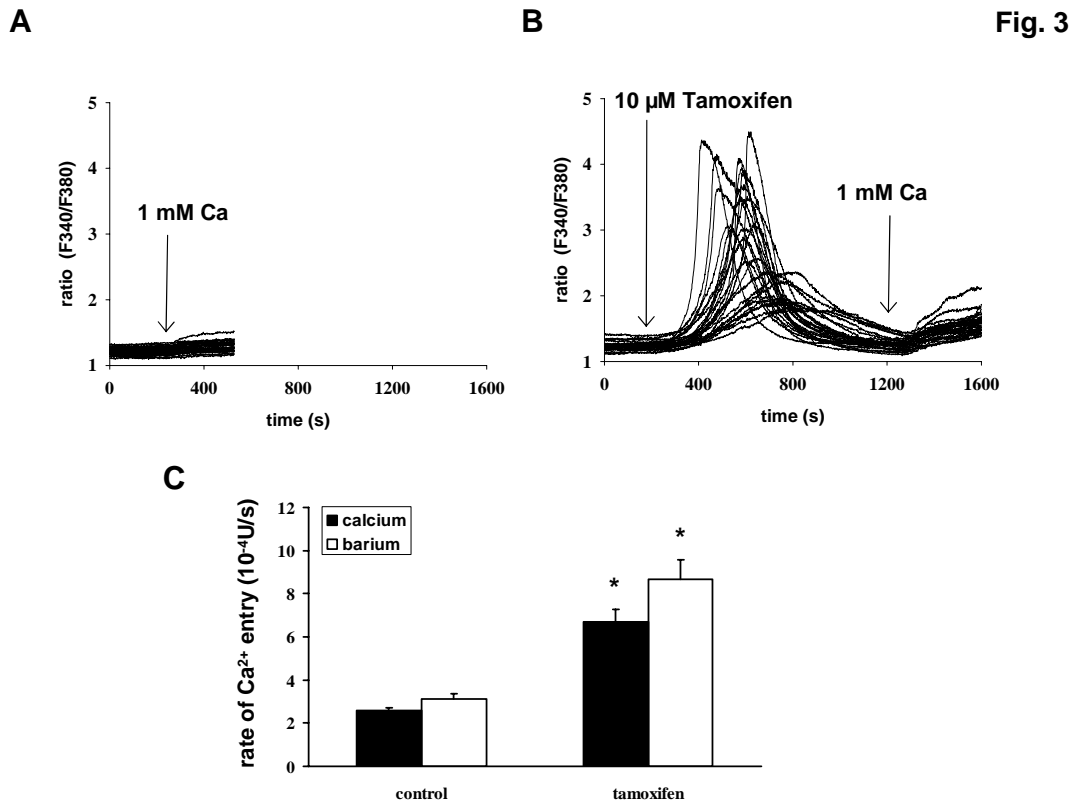 A
B
Fig. 3
5
4
3
2
1
ratio (F340/F380)
1 mM Ca
0
400
800
1200
1600
time (s)
5
4
3
2
1
ratio (F340/F380)
10 µM Tamoxifen
1 mM Ca
0
400
800
1200
1600
time (s)
C
rate of Ca²⁺ entry (10⁻⁴U/s)
12
10
8
6
4
2
0
calcium
barium
*
*
control
tamoxifen